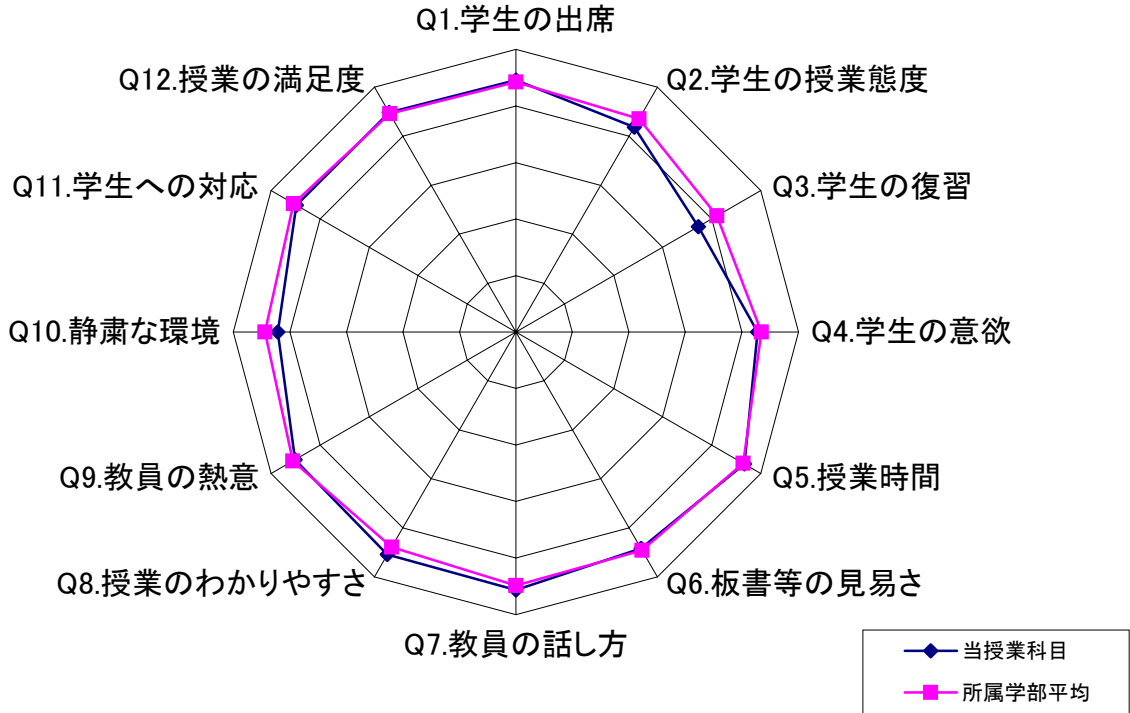 Q1.学生の出席
Q2.学生の授業態度
Q3.学生の復習
Q4.学生の意欲
Q5.授業時間
Q6.板書等の見易さ
Q7.教員の話し方
Q8.授業のわかりやすさ
Q9.教員の熱意
Q10.静粛な環境
Q11.学生への対応
Q12.授業の満足度
当授業科目
所属学部平均